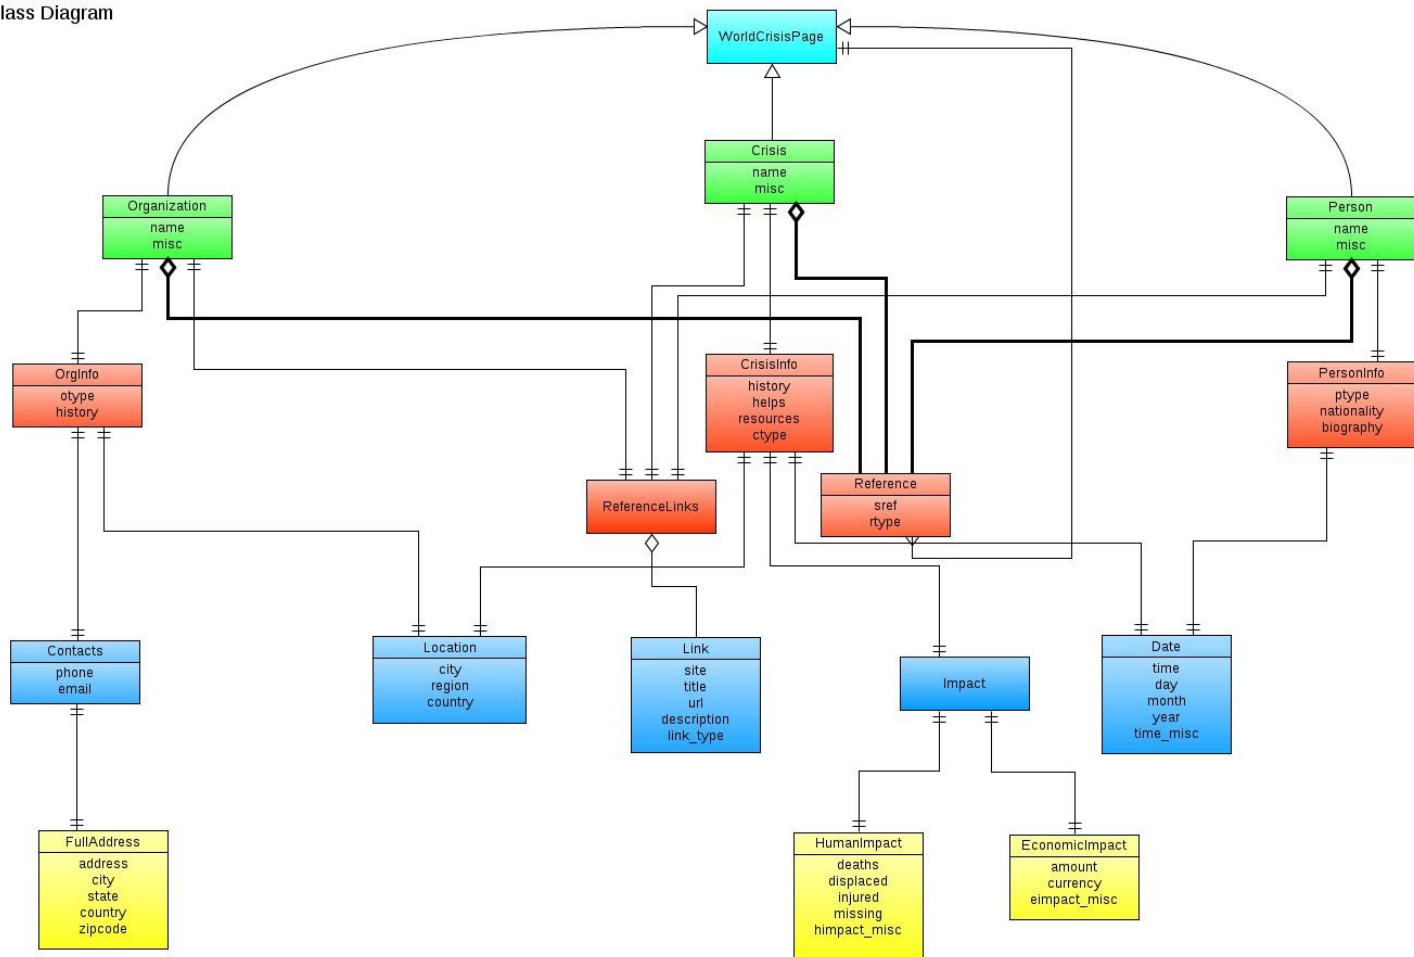 lass Diagram
WorldCrisisPage
Crisis
name
misc
Organization
name
misc
Person
name
misc
OrgInfo
otype
history
CrisisInfo
history
helps
resources
ctype
PersonInfo
ptype
nationality
biography
ReferenceLinks
Reference
sref
rtype
Contacts
phone
email
Location
city
region
country
Link
site
title
url
description
link_type
Impact
Date
time
day
month
year
time_misc
FullAddress
address
city
state
country
zipcode
HumanImpact
deaths
displaced
injured
missing
himpact_misc
EconomicImpact
amount
currency
eimpact_misc